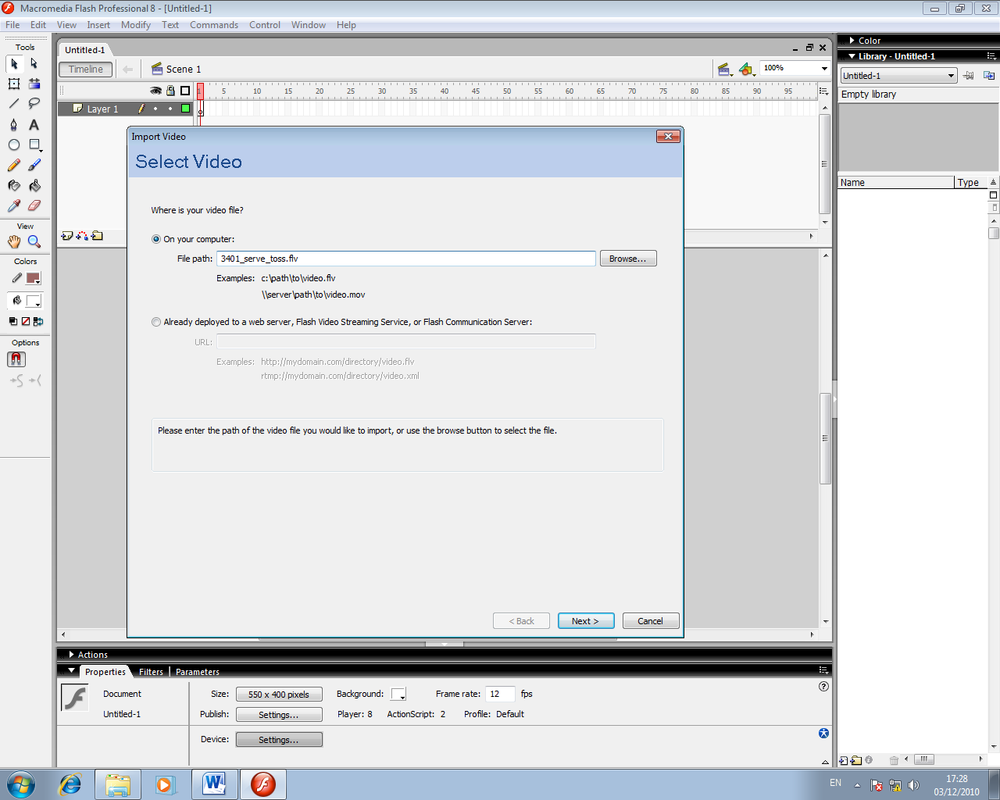 Macromedia Flash Professional 8 - [Untitled-1]
File Edit View Insert Modify Text Commands Control Window Help
Tools
View
Colors
Options
Untitled-1
Timeline
Scene 1
100%
1 5 10 15 20 25 30 35 40 45 50 55 60 65 70 75 80 85 90 95
Layer 1
Import Video
Select Video
Where is your video file?
On your computer:
File path: 3401_serve_toss.flv Browse...
Examples: c:\path\to\video.flv
\\server\path\to\video.mov
Already deployed to a web server, Flash Video Streaming Service, or Flash Communication Server:
URL:
Examples: http://mydomain.com/directory/video.flv
rtmp://mydomain.com/directory/video.xml
Please enter the path of the video file you would like to import, or use the browse button to select the file.
< Back Next > Cancel
Color
Library - Untitled-1
Untitled-1
Empty library
Name Type
Actions
Properties Filters Parameters
Document Size: 550 x 400 pixels Background: Frame rate: 12 fps
Untitled-1 Publish: Settings... Player: 8 ActionScript: 2 Profile: Default
Device: Settings...
EN 17:28
03/12/2010